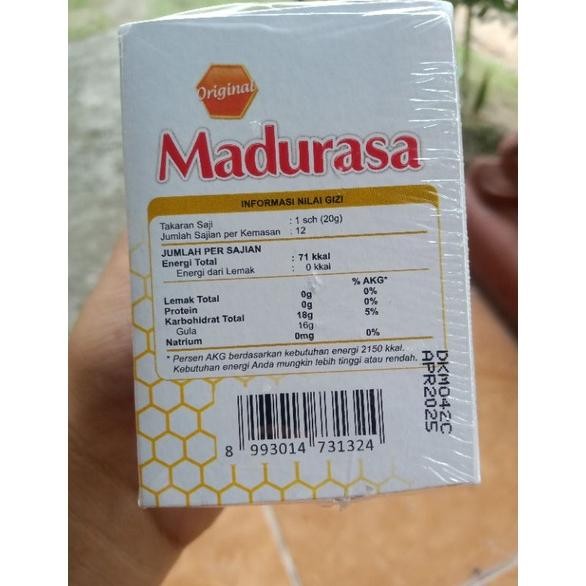 Original
Madurasa
INFORMASI NILAI GIZI
Takaran Saji : 1 sch (20g)
Jumlah Sajian per Kemasan : 12
JUMLAH PER SAJIAN
Energi Total : 71 kkal
Energi dari Lemak : 0 kkal
% AKG*
Lemak Total 0g 0%
Protein 0g 0%
Karbohidrat Total 18g 5%
Gula 16g
Natrium 0mg 0%
* Persen AKG berdasarkan kebutuhan energi 2150 kkal.
Kebutuhan energi Anda mungkin lebih tinggi atau rendah.
DKM042C
APR2025
8 993014 731324